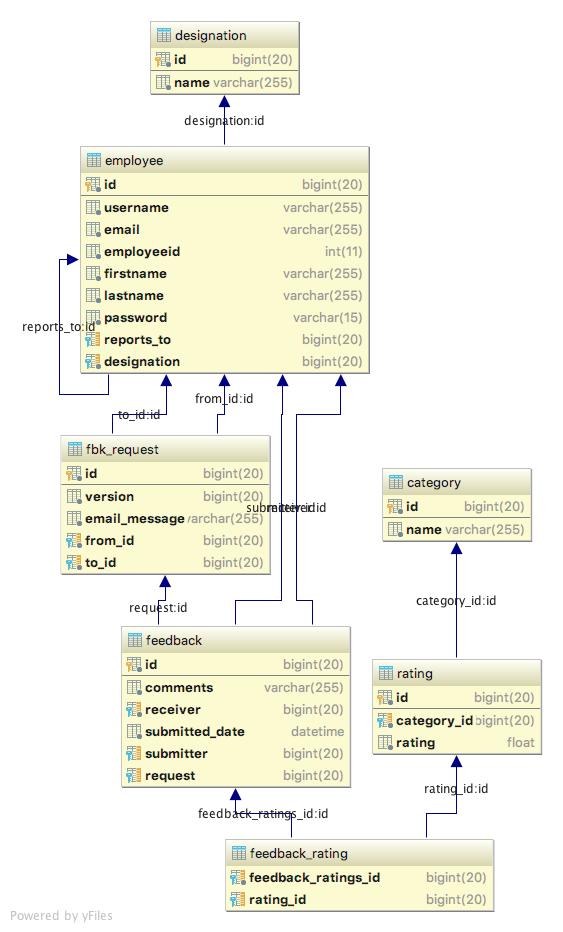 designation
id bigint(20)
name varchar(255)
designation:id
employee
id bigint(20)
username varchar(255)
email varchar(255)
employeeid int(11)
firstname varchar(255)
lastname varchar(255)
password varchar(15)
reports_to bigint(20)
designation bigint(20)
reports_to:id
to_id:id
from_id:id
fbk_request
id bigint(20)
version bigint(20)
email_message varchar(255)
from_id bigint(20)
to_id bigint(20)
category
id bigint(20)
name varchar(255)
category_id:id
request:id
feedback
id bigint(20)
comments varchar(255)
receiver bigint(20)
submitted_date datetime
submitter bigint(20)
request bigint(20)
rating
id bigint(20)
category_id bigint(20)
rating float
rating_id:id
feedback_ratings_id:id
feedback_rating
feedback_ratings_id bigint(20)
rating_id bigint(20)
Powered by yFiles